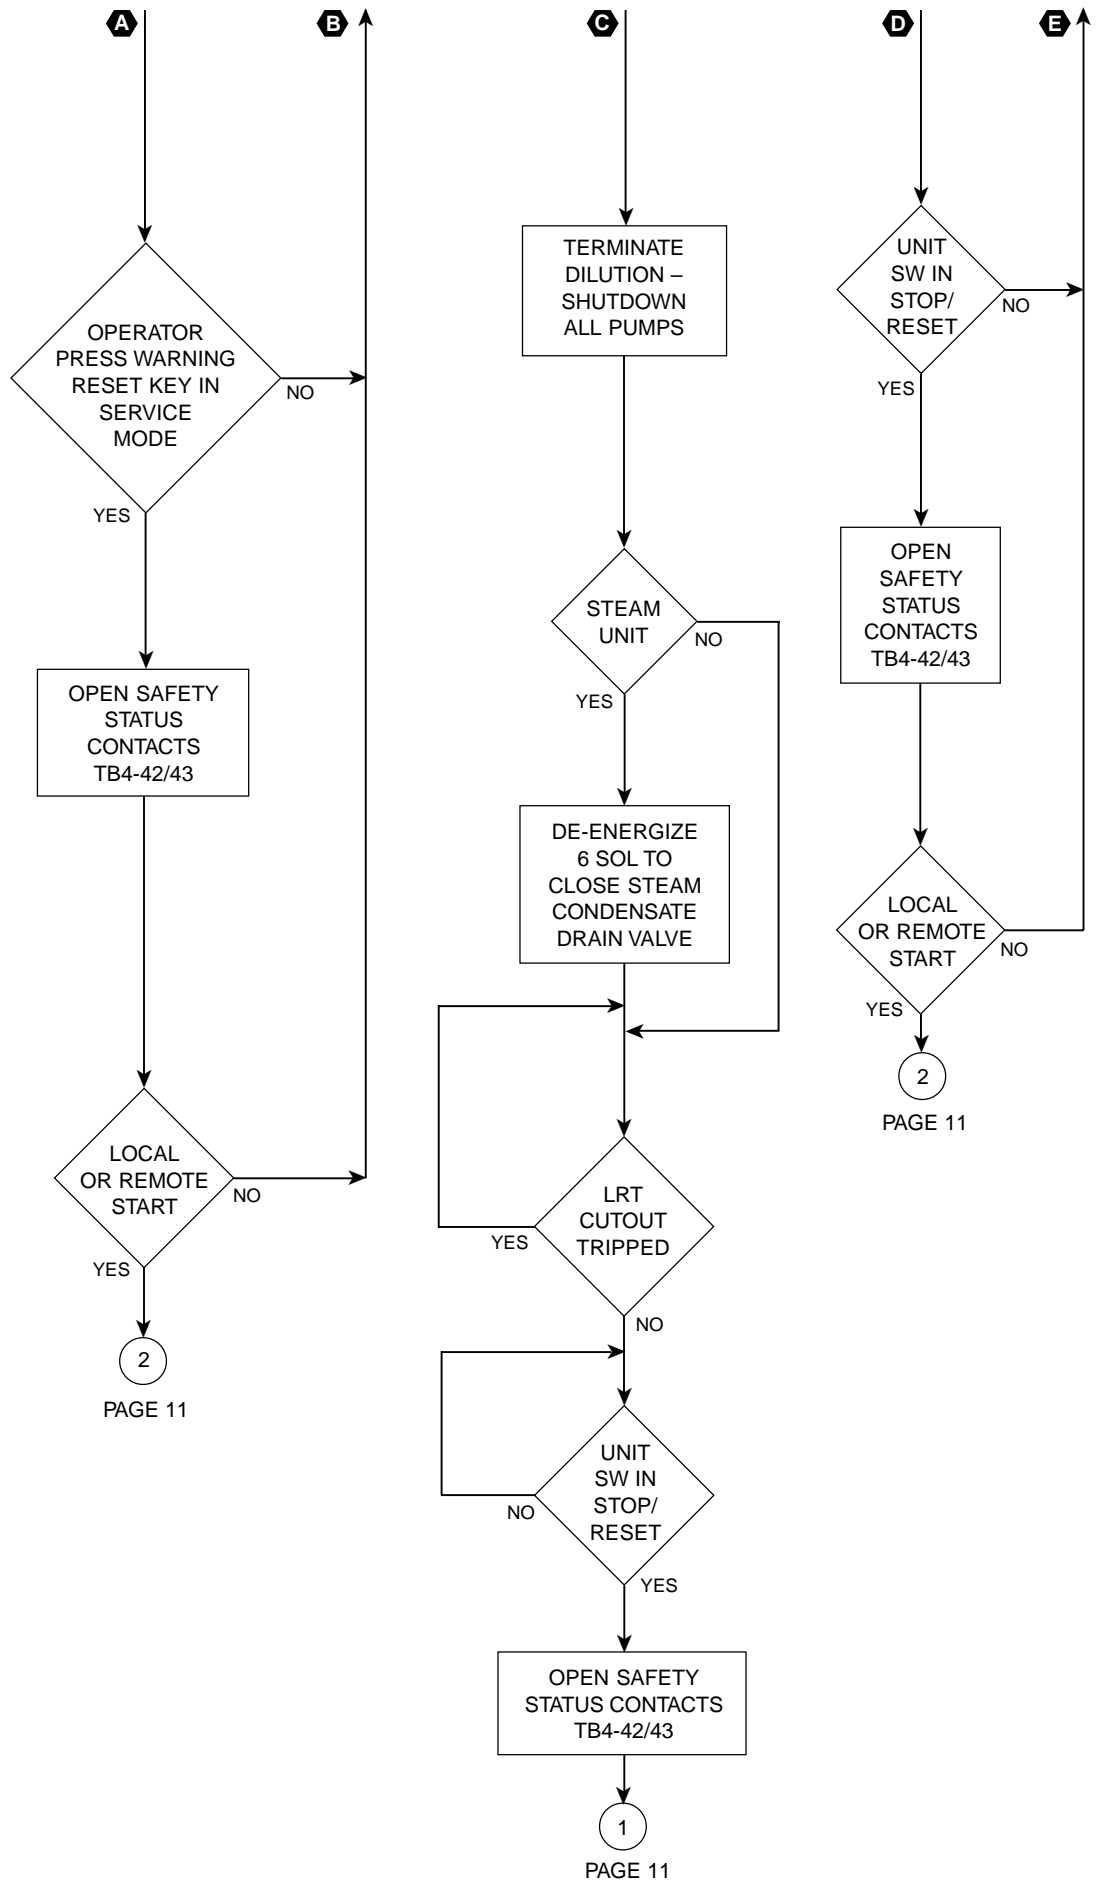 A
B
C
D
E
OPERATOR
PRESS WARNING
RESET KEY IN
SERVICE
MODE
NO
YES
OPEN SAFETY
STATUS
CONTACTS
TB4-42/43
LOCAL
OR REMOTE
START
NO
YES
2
PAGE 11
TERMINATE
DILUTION –
SHUTDOWN
ALL PUMPS
STEAM
UNIT
NO
YES
DE-ENERGIZE
6 SOL TO
CLOSE STEAM
CONDENSATE
DRAIN VALVE
LRT
CUTOUT
TRIPPED
YES
NO
UNIT
SW IN
STOP/
RESET
NO
YES
OPEN SAFETY
STATUS CONTACTS
TB4-42/43
1
PAGE 11
UNIT
SW IN
STOP/
RESET
NO
YES
OPEN
SAFETY
STATUS
CONTACTS
TB4-42/43
LOCAL
OR REMOTE
START
NO
YES
2
PAGE 11